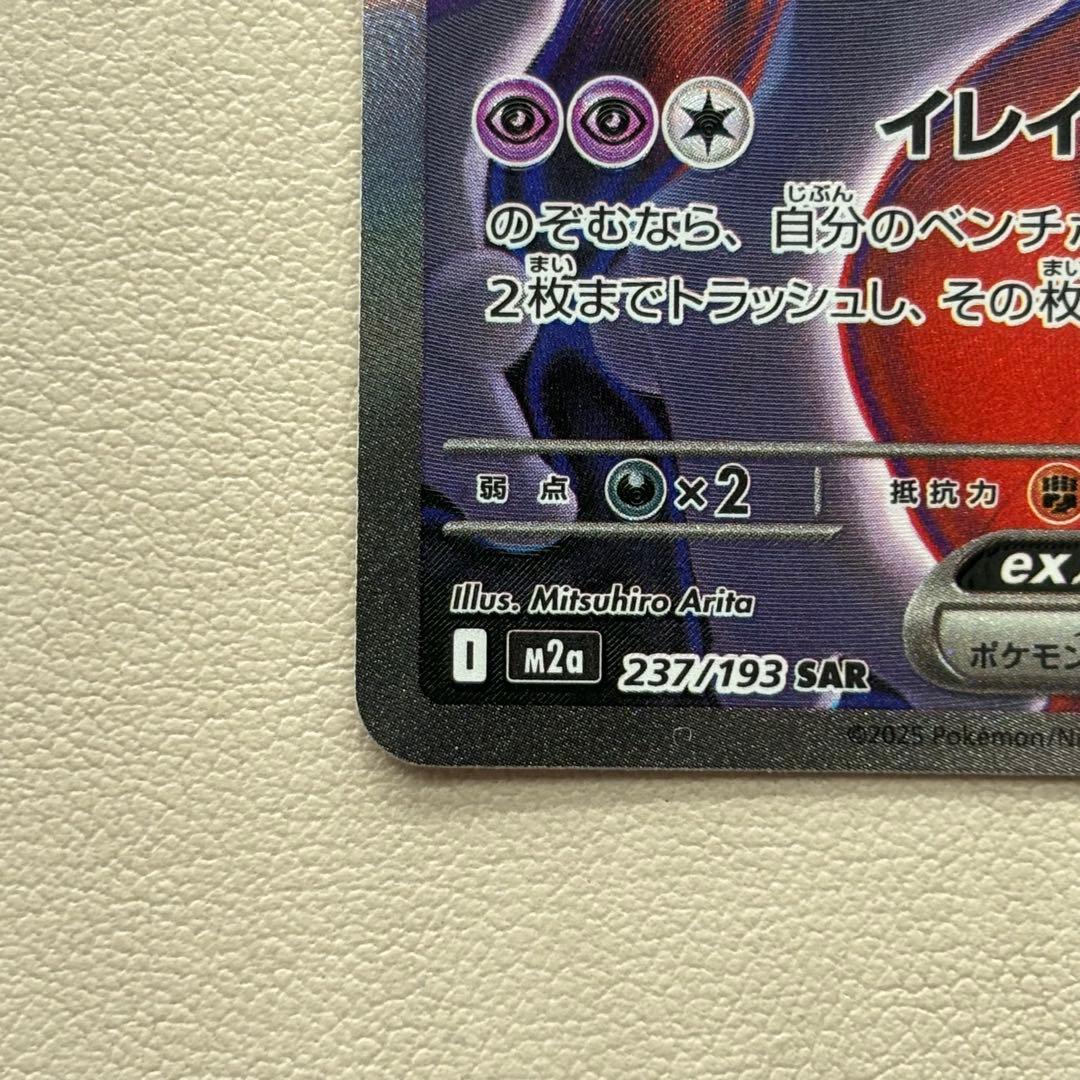 イレイ
のぞむなら、自分のベンチ
じぶん
2枚までトラッシュし、その枚
まい
まい
弱点 ×2 抵抗力
ex
Illus. Mitsuhiro Arita
ポケモン
I m2a 237/193 SAR
©2025 Pokémon/N